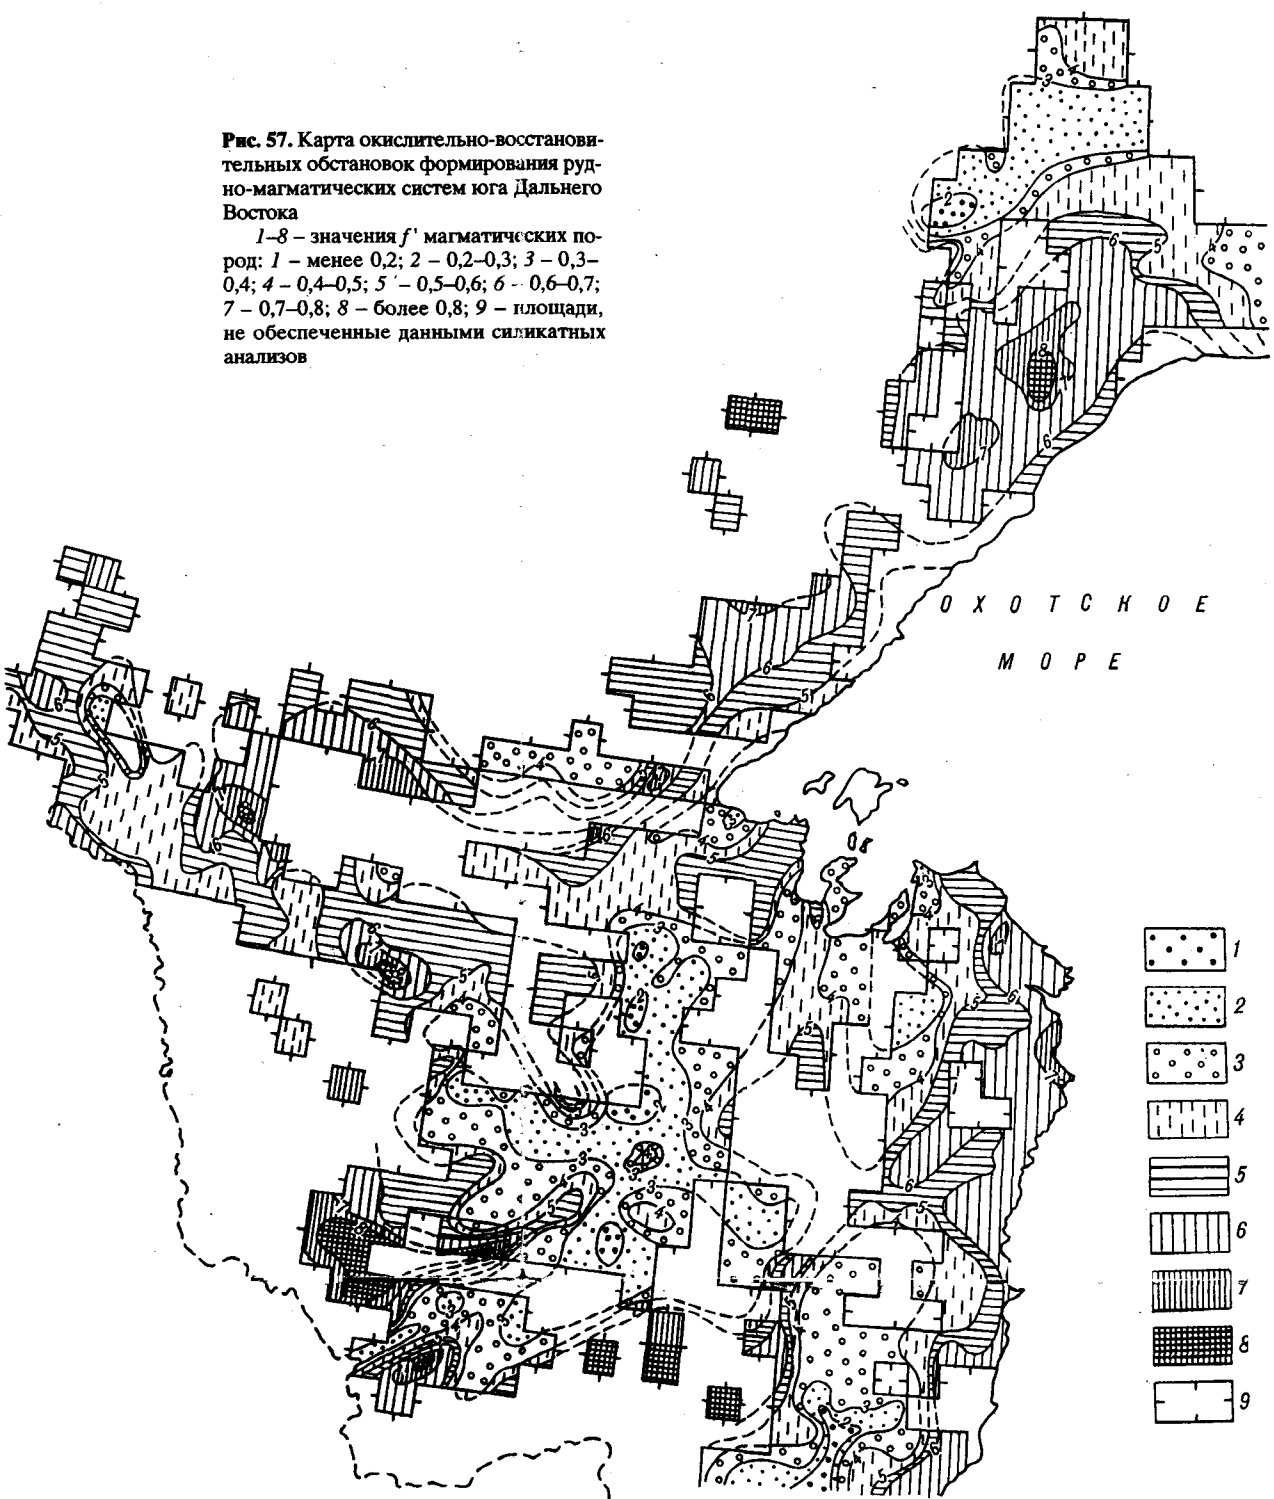 Рис. 57. Карта окислительно-восстанови-
тельных обстановок формирования руд-
но-магматических систем юга Дальнего
Востока
1–8 – значения f' магматических по-
род: 1 – менее 0,2; 2 – 0,2–0,3; 3 – 0,3–
0,4; 4 – 0,4–0,5; 5 – 0,5–0,6; 6 – 0,6–0,7;
7 – 0,7–0,8; 8 – более 0,8; 9 – площади,
не обеспеченные данными силикатных
анализов
ОХОТСКОЕ
МОРЕ
1
2
3
4
5
6
7
8
9